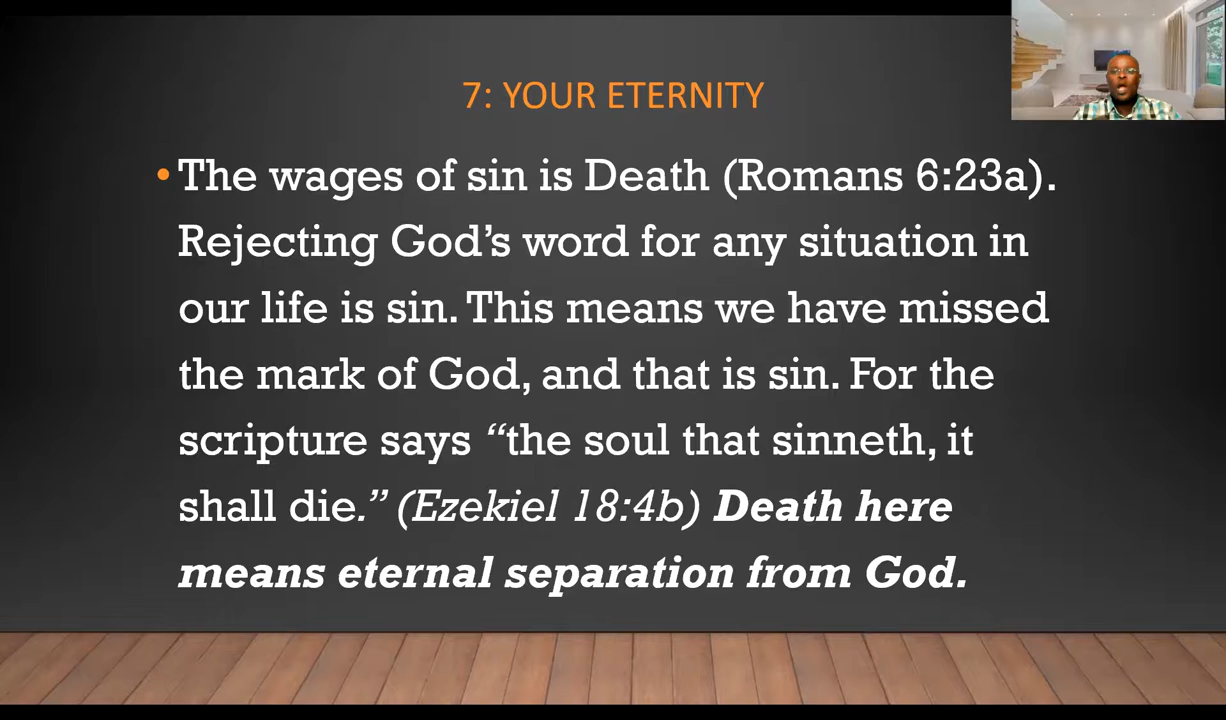 7: YOUR ETERNITY
• The wages of sin is Death (Romans 6:23a).
Rejecting God’s word for any situation in
our life is sin. This means we have missed
the mark of God, and that is sin. For the
scripture says “the soul that sinneth, it
shall die.” (Ezekiel 18:4b) Death here
means eternal separation from God.